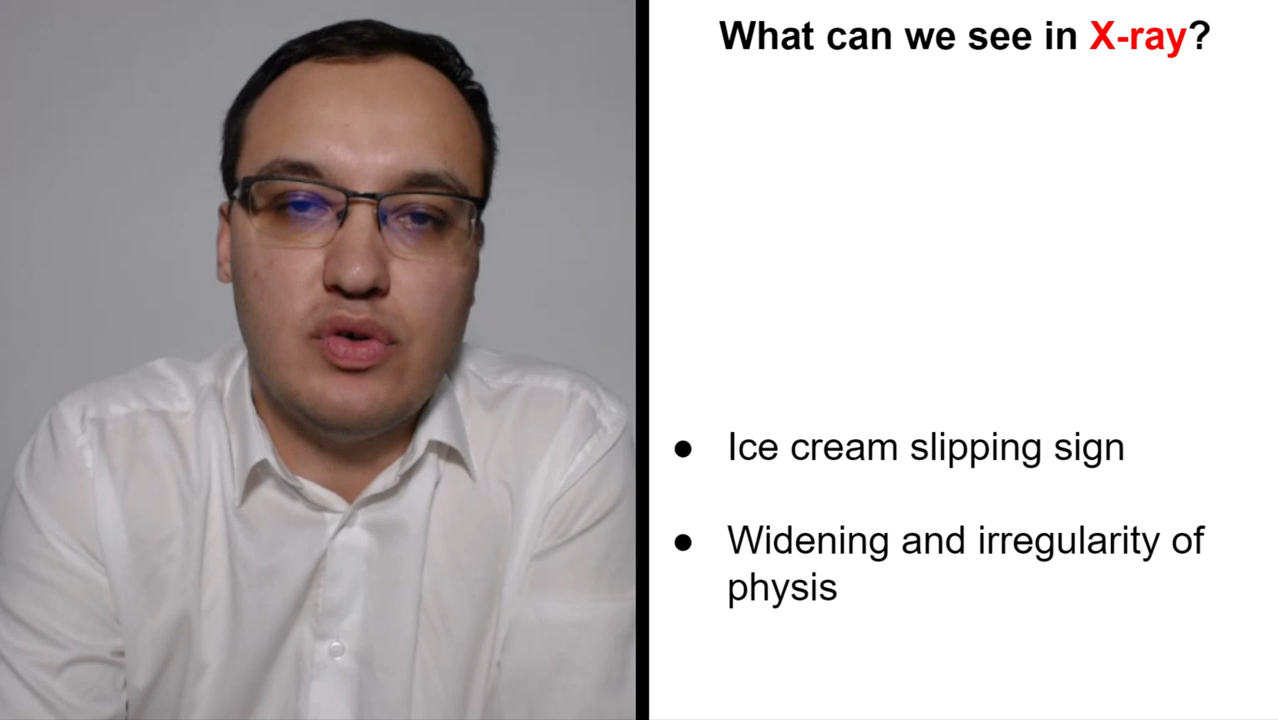 What can we see in X-ray?
● Ice cream slipping sign
● Widening and irregularity of
physis